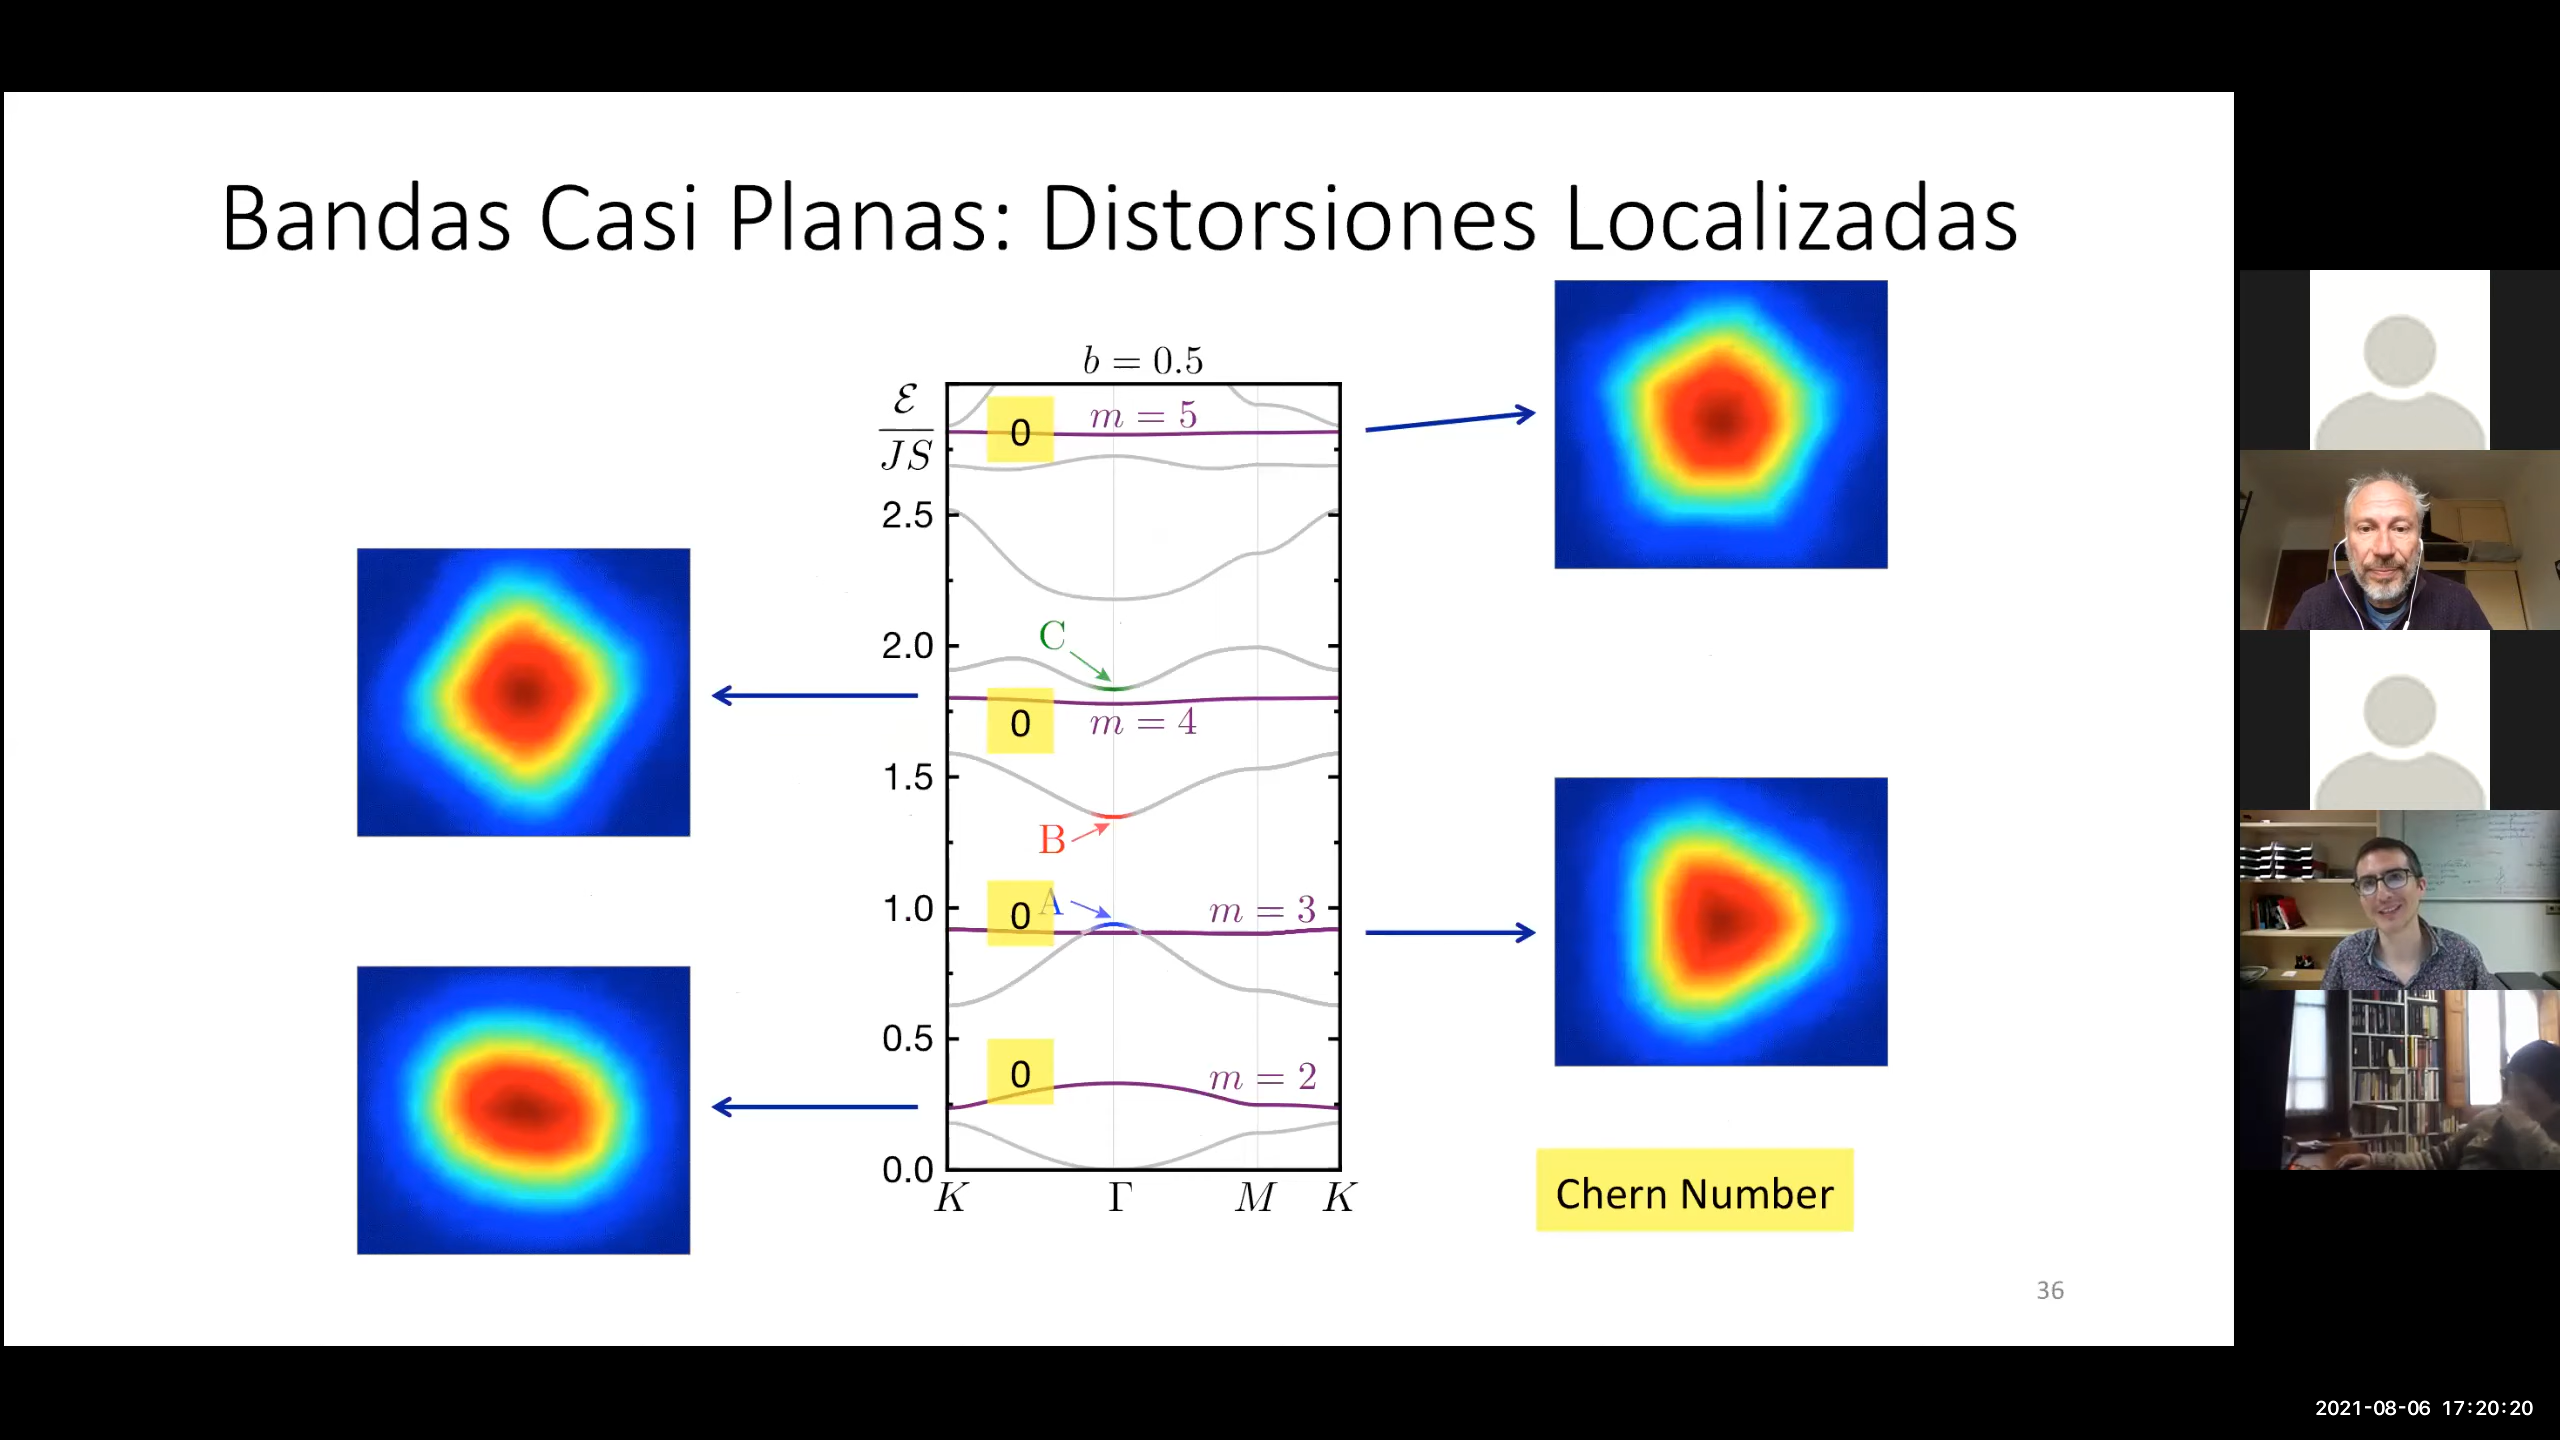 Bandas Casi Planas: Distorsiones Localizadas
b = 0.5
ℰ
JS
0
m = 5
2.5
C
2.0
0
m = 4
1.5
B
1.0
0
A
m = 3
0.5
0
m = 2
0.0
K
Γ
M
K
Chern Number
36
2021-08-06 17:20:20